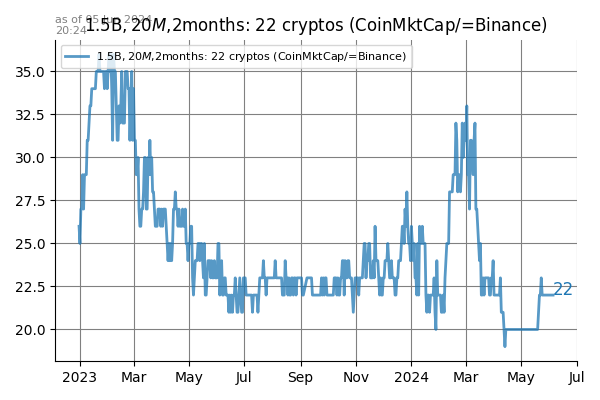 as of 05 jun 2024
20:24
1.5B, 20M,2months: 22 cryptos (CoinMktCap/=Binance)
1.5B, 20M,2months: 22 cryptos (CoinMktCap/=Binance)
35.0
32.5
30.0
27.5
25.0
22.5
20.0
22
2023 Mar May Jul Sep Nov 2024 Mar May Jul